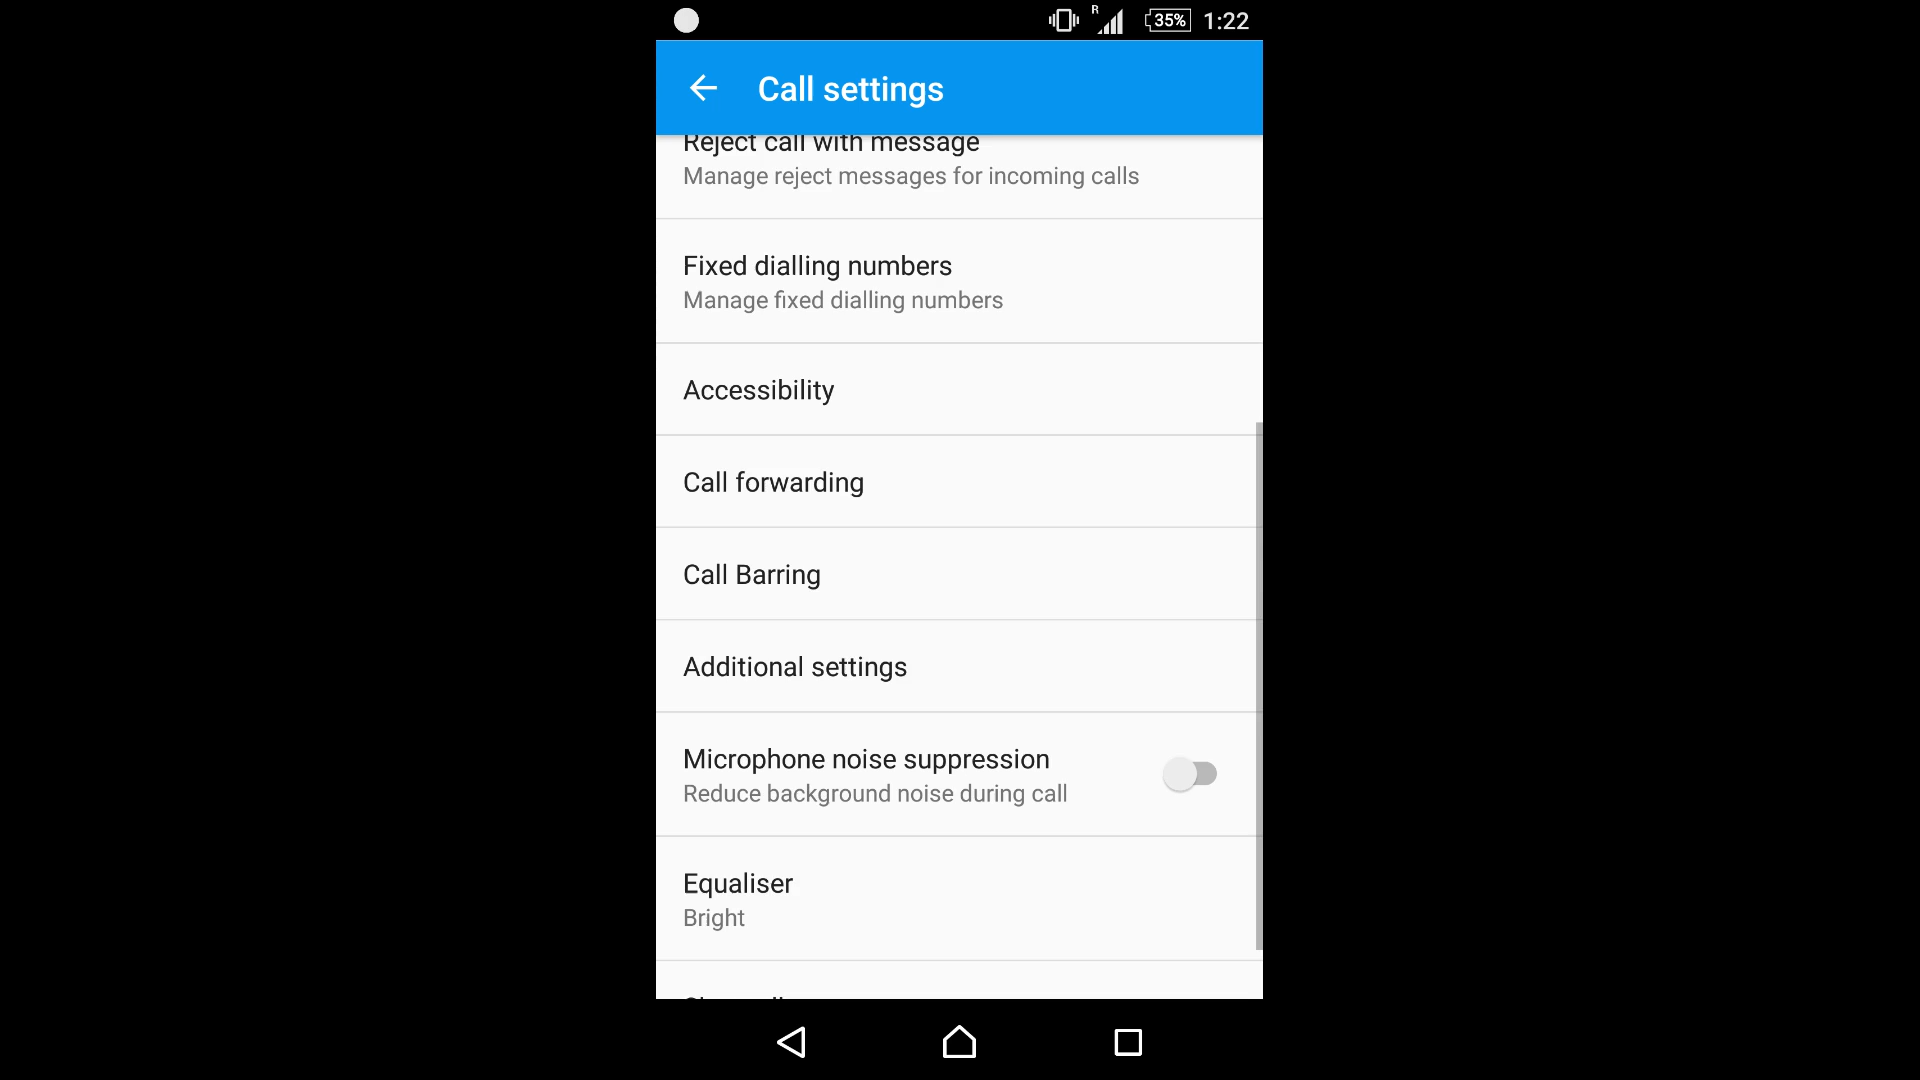 R 35% 1:22
Call settings
Reject call with message
Manage reject messages for incoming calls
Fixed dialling numbers
Manage fixed dialling numbers
Accessibility
Call forwarding
Call Barring
Additional settings
Microphone noise suppression
Reduce background noise during call
Equaliser
Bright